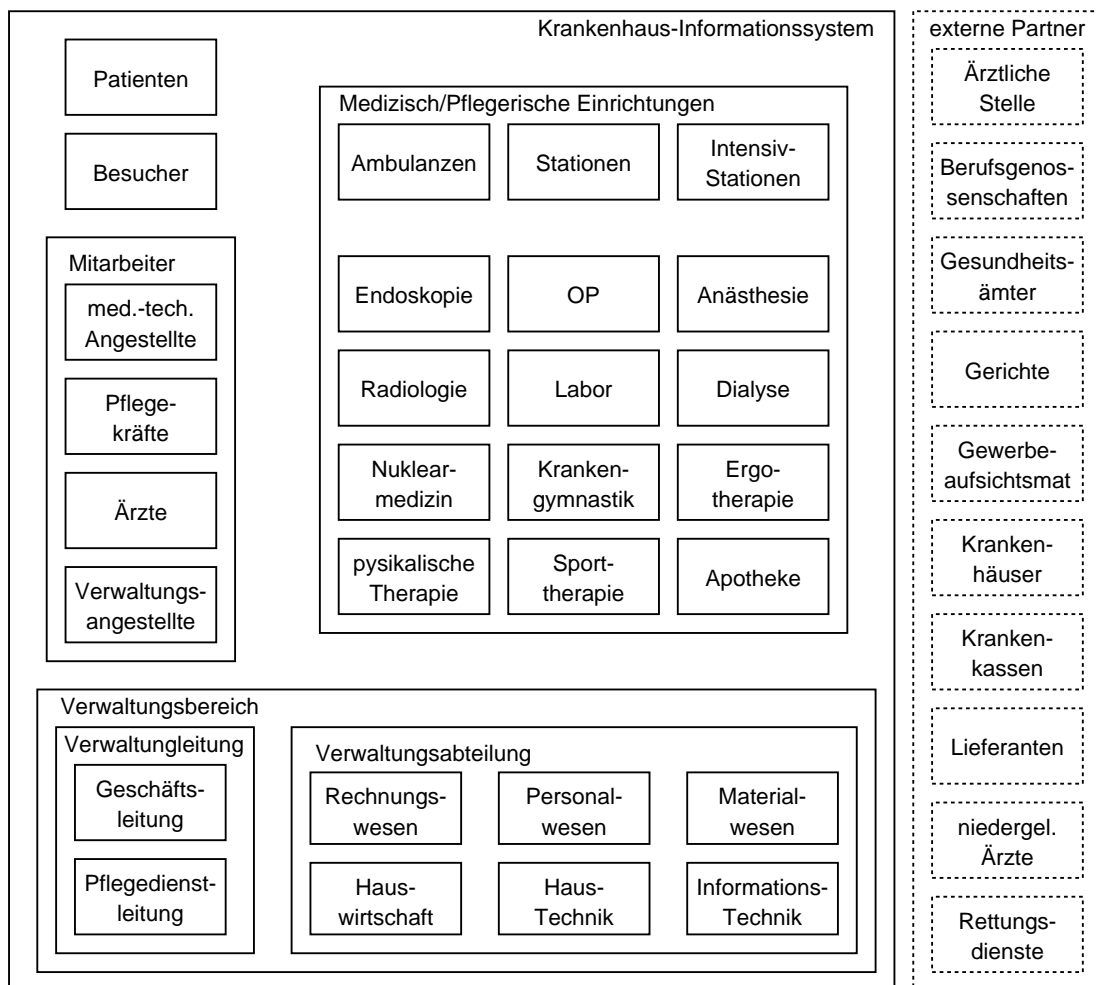 Krankenhaus-Informationssystem
Patienten
Besucher
Mitarbeiter
med.-tech.
Angestellte
Pflege-
kräfte
Ärzte
Verwaltungs-
angestellte
Medizisch/Pflegerische Einrichtungen
Ambulanzen
Stationen
Intensiv-
Stationen
Endoskopie
OP
Anästhesie
Radiologie
Labor
Dialyse
Nuklear-
medizin
Kranken-
gymnastik
Ergo-
therapie
pysikalische
Therapie
Sport-
therapie
Apotheke
Verwaltungsbereich
Verwaltungleitung
Geschäfts-
leitung
Pflegedienst-
leitung
Verwaltungsabteilung
Rechnungs-
wesen
Personal-
wesen
Material-
wesen
Haus-
wirtschaft
Haus-
Technik
Informations-
Technik
externe Partner
Ärztliche
Stelle
Berufsgenos-
senschaften
Gesundheits-
ämter
Gerichte
Gewerbe-
aufsichtsmat
Kranken-
häuser
Kranken-
kassen
Lieferanten
niedergel.
Ärzte
Rettungs-
dienste